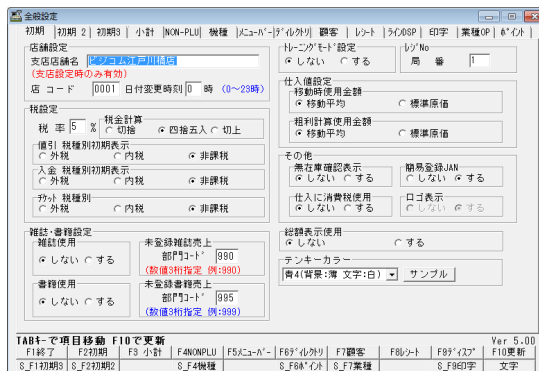 全般設定
初期 初期 2 初期3 小計 NON-PLU 機種 メニューバー ディレクトリ 顧客 レシート ラインDSP 印字 業種OP ポイント
店舗設定
支店店舗名 ビジコム江戸川橋店
(支店設定時のみ有効)
店 コード 0001 日付変更時刻 0 時 (0～23時)
税設定
税 率 5 %
税金計算
切捨 四捨五入 切上
値引 税種別初期表示
外税 内税 非課税
入金 税種別初期表示
外税 内税 非課税
チケット 税種別
外税 内税 非課税
雑誌・書籍設定
雑誌使用
しない する
未登録雑誌売上
部門コード 990
(数値3桁指定 例:990)
書籍使用
しない する
未登録書籍売上
部門コード 995
(数値3桁指定 例:999)
トレーニングモード設定
しない する
レジNo
局 番 1
仕入値設定
移動時使用金額
移動平均 標準原価
粗利計算使用金額
移動平均 標準原価
その他
無在庫確認表示
しない する
簡易登録JAN
しない する
仕入に消費税使用
しない する
ロゴ表示
しない する
総額表示使用
しない する
テンキーカラー
青4(背景:薄 文字:白) サンプル
TABキーで項目移動 F10で更新
Ver 5.00
F1終了 F2初期 F3 小計 F4NONPLU F5メニューバー F6ディレクトリ F7顧客 F8レシート F9ディスプ F10更新
S_F1初期3 S_F2初期2 S_F4機種 S_F6ポイント S_F7業種 S_F9印字 文字